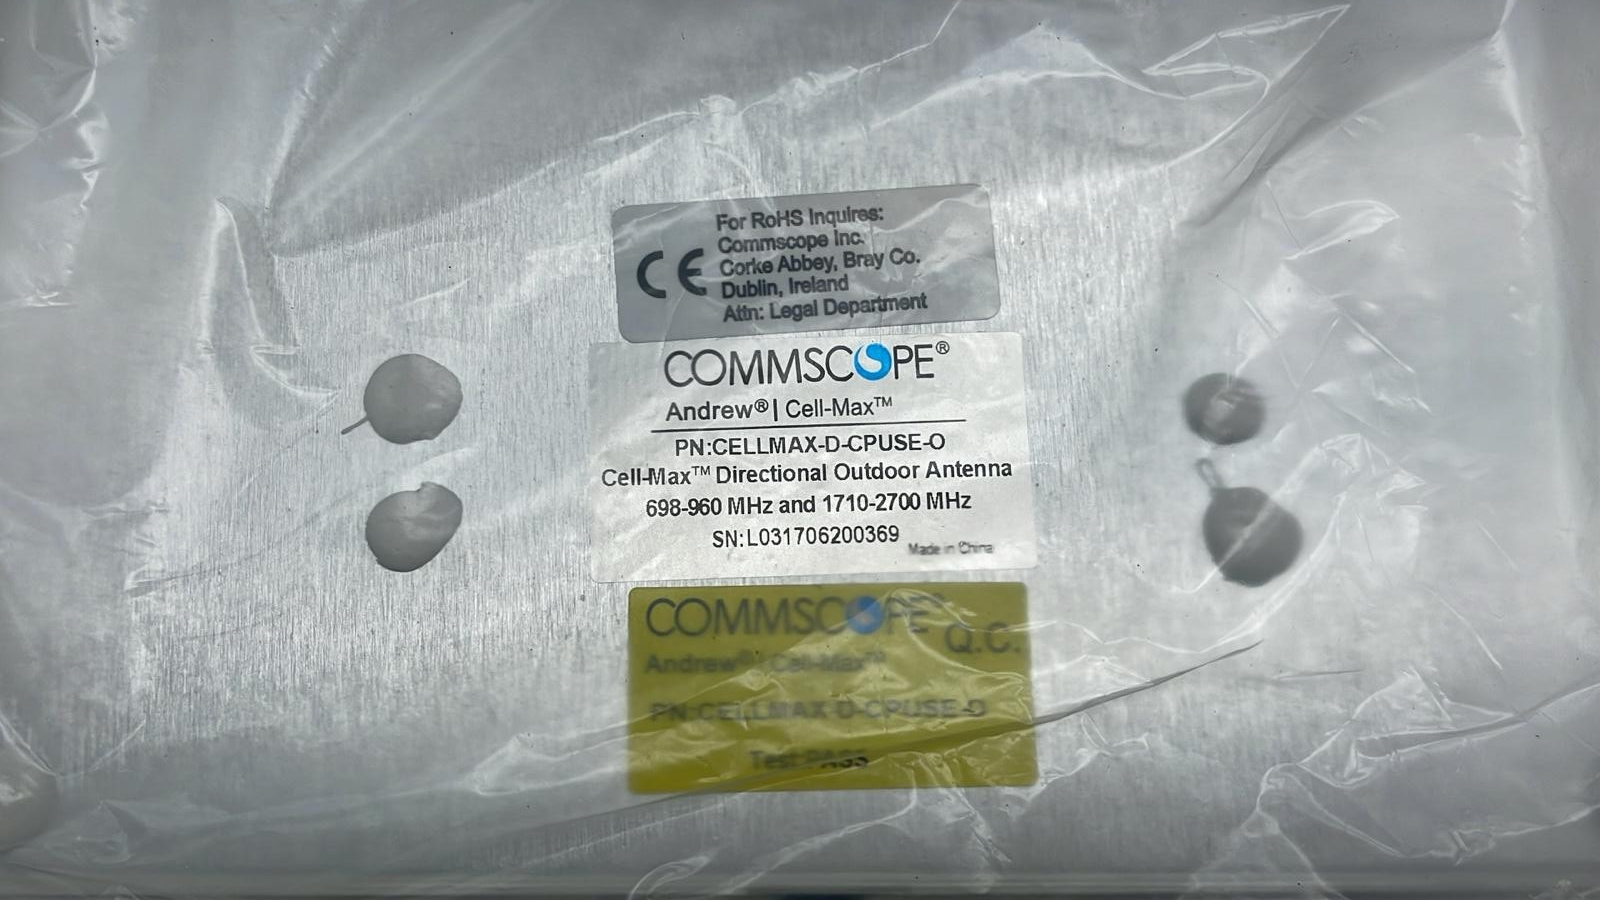 For RoHS Inquires:
Commscope Inc.
Corke Abbey, Bray Co.
Dublin, Ireland
Attn: Legal Department
CE
COMMSCOPE®
Andrew® | Cell-Max™
PN:CELLMAX-D-CPUSE-O
Cell-Max™ Directional Outdoor Antenna
698-960 MHz and 1710-2700 MHz
SN:L031706200369
Made in China
COMMSCOPE™ Q.C.
Andrew® | Cell-Max™
PN:CELLMAX-D-CPUSE-O
Test PASS